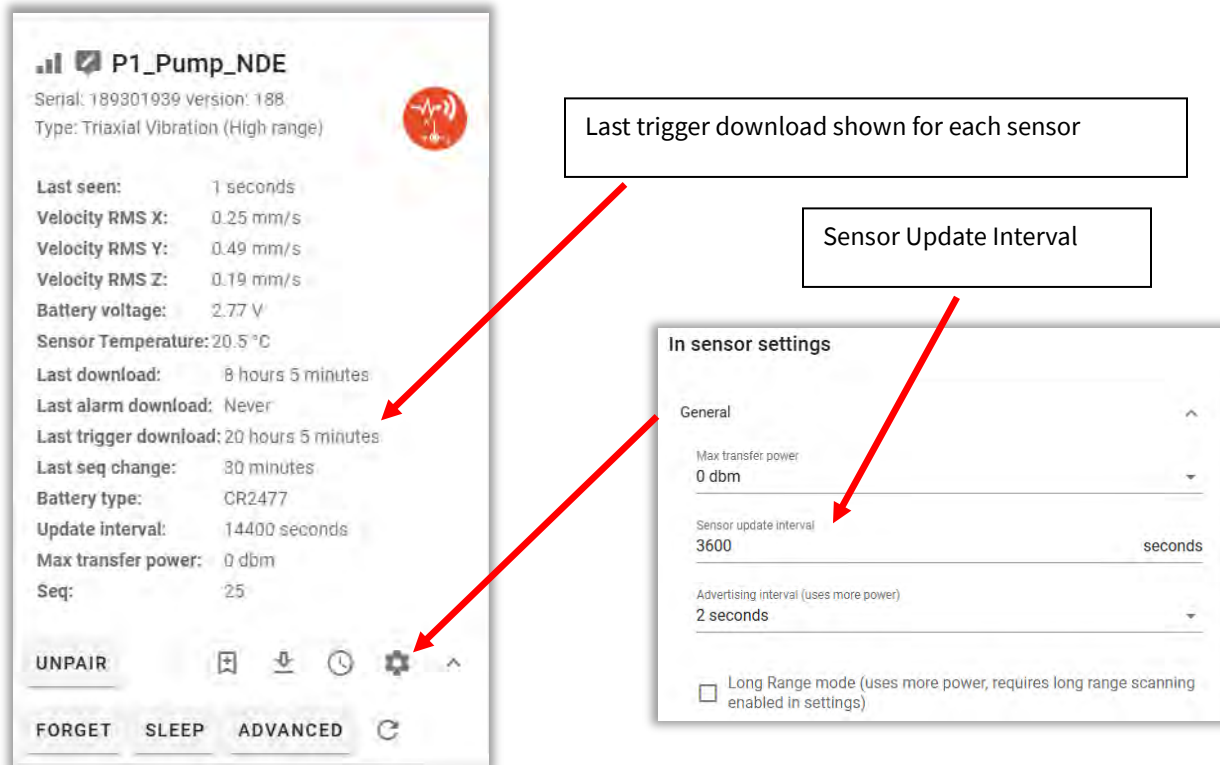 P1_Pump_NDE
Serial: 189301939 version: 188
Type: Triaxial Vibration (High range)
Last seen: 1 seconds
Velocity RMS X: 0.25 mm/s
Velocity RMS Y: 0.49 mm/s
Velocity RMS Z: 0.19 mm/s
Battery voltage: 2.77 V
Sensor Temperature: 20.5 °C
Last download: 8 hours 5 minutes
Last alarm download: Never
Last trigger download: 20 hours 5 minutes
Last seq change: 30 minutes
Battery type: CR2477
Update interval: 14400 seconds
Max transfer power: 0 dbm
Seq: 25
UNPAIR
FORGET SLEEP ADVANCED
Last trigger download shown for each sensor
Sensor Update Interval
In sensor settings
General
Max transfer power
0 dbm
Sensor update interval
3600 seconds
Advertising interval (uses more power)
2 seconds
Long Range mode (uses more power, requires long range scanning
enabled in settings)